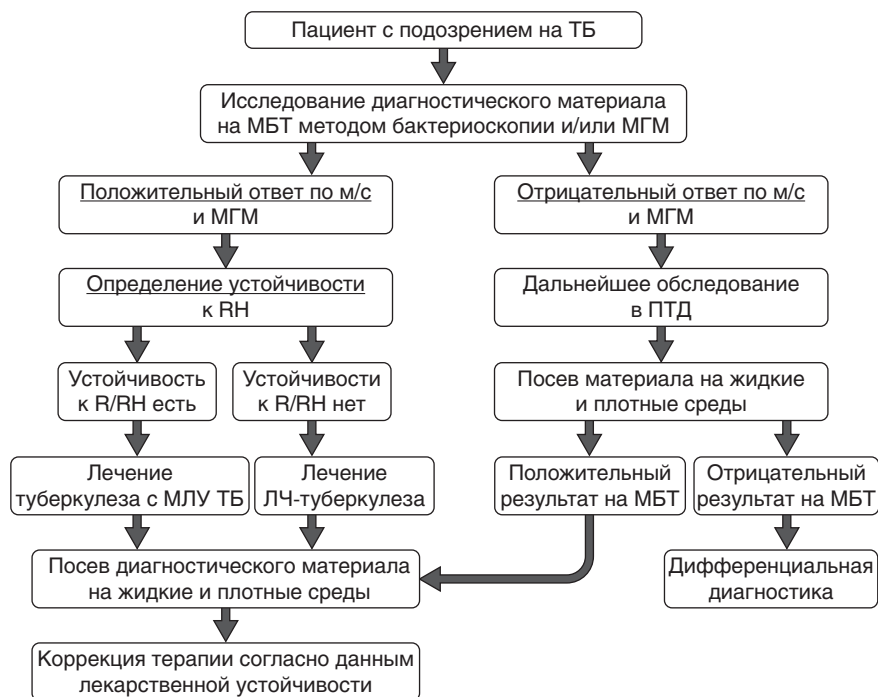 Пациент с подозрением на ТБ
Исследование диагностического материала
на МБТ методом бактериоскопии и/или МГМ
Положительный ответ по м/с
и МГМ
Отрицательный ответ по м/с
и МГМ
Определение устойчивости
к RH
Дальнейшее обследование
в ПТД
Устойчивость
к R/RH есть
Устойчивости
к R/RH нет
Посев материала на жидкие
и плотные среды
Лечение
туберкулеза с МЛУ ТБ
Лечение
ЛЧ-туберкулеза
Положительный
результат на МБТ
Отрицательный
результат на МБТ
Посев диагностического материала
на жидкие и плотные среды
Дифференциальная
диагностика
Коррекция терапии согласно данным
лекарственной устойчивости